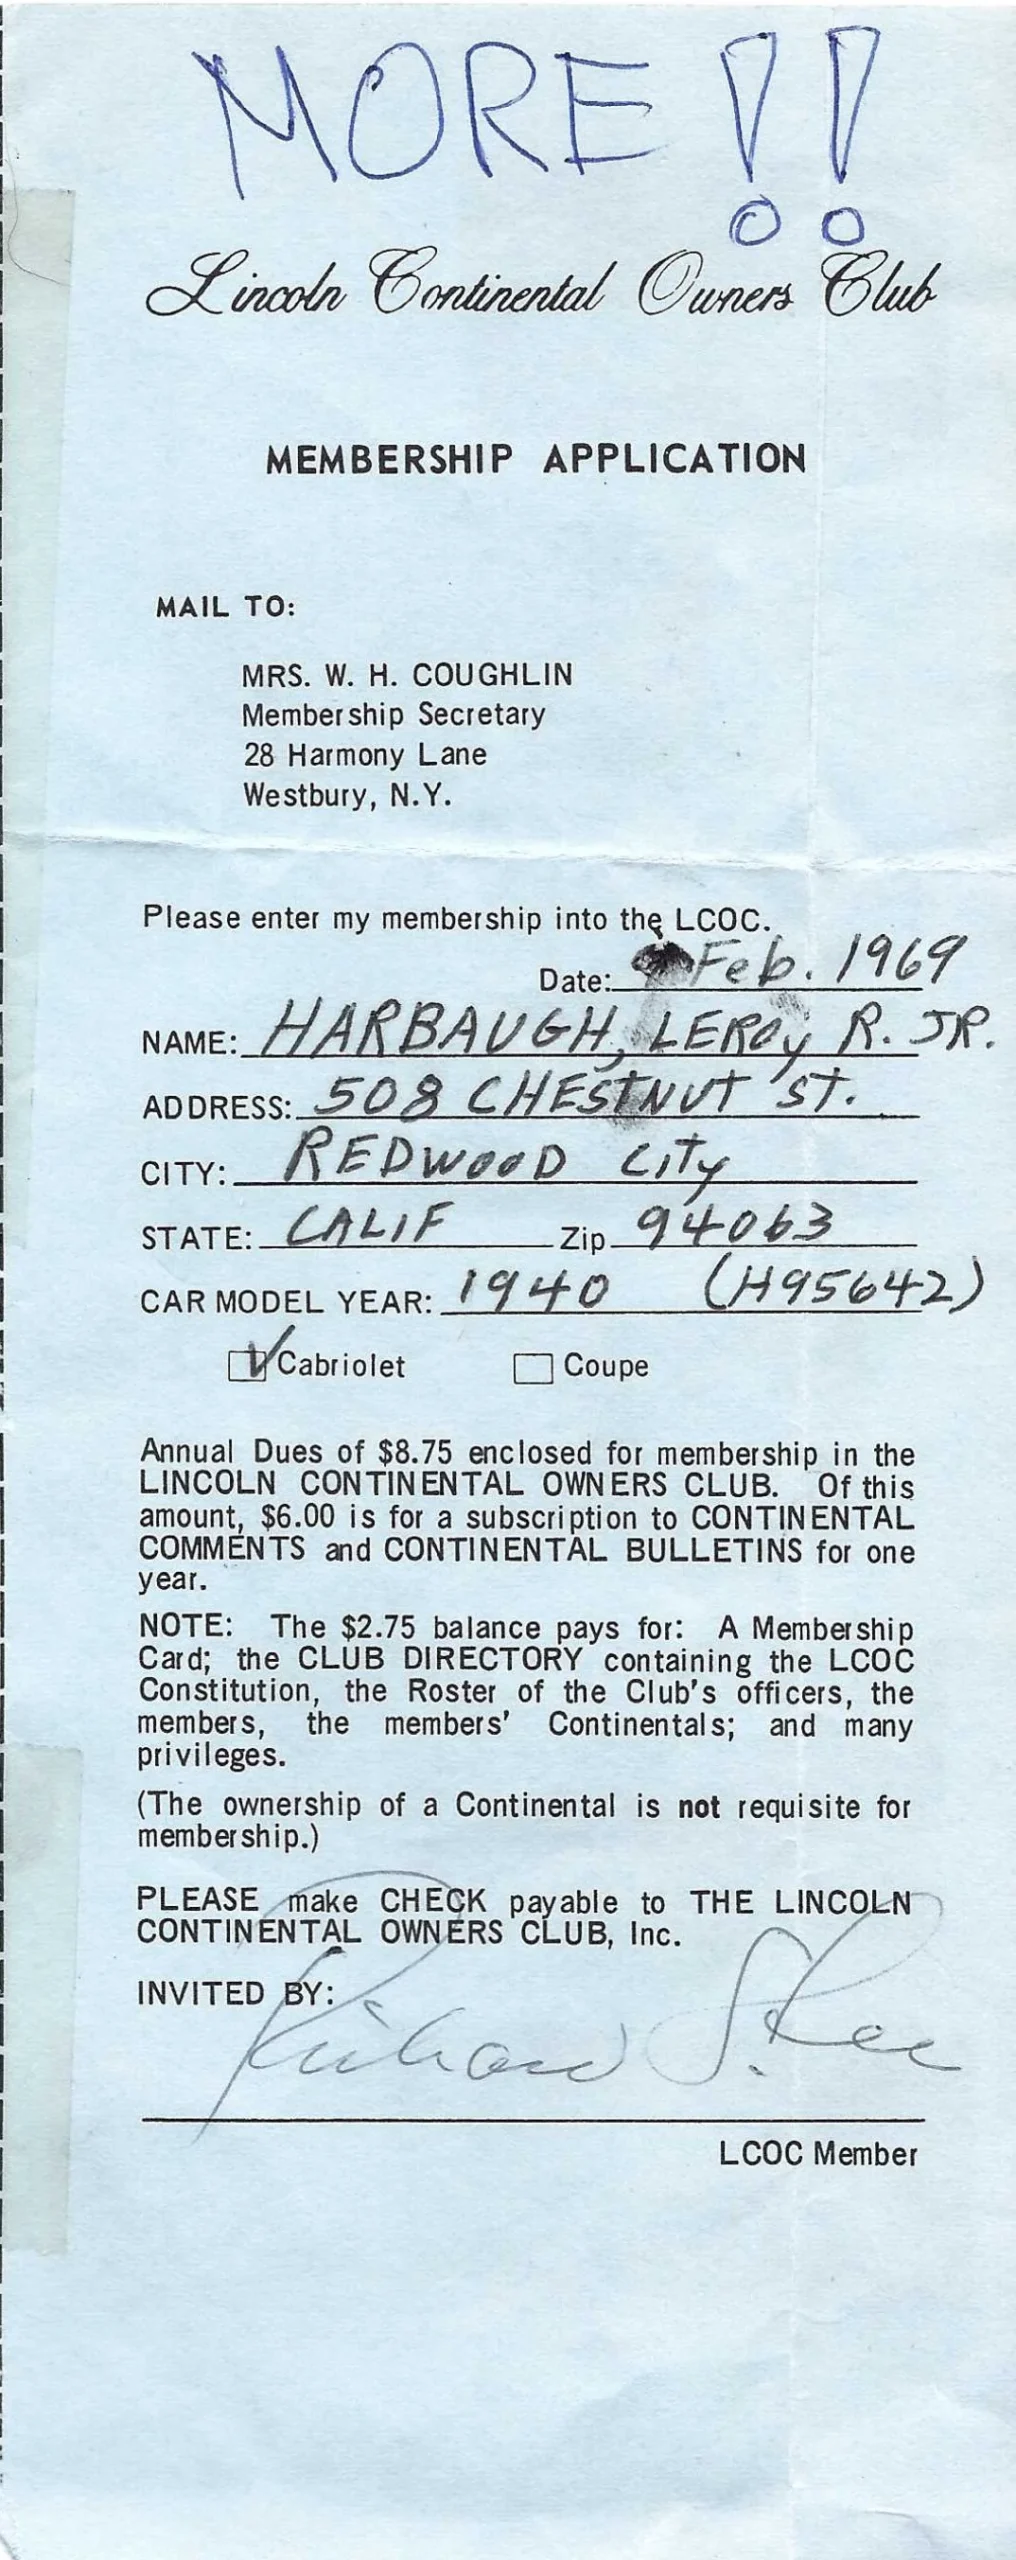 MORE!!
Lincoln Continental Owners Club
MEMBERSHIP APPLICATION
MAIL TO:
MRS. W. H. COUGHLIN
Membership Secretary
28 Harmony Lane
Westbury, N.Y.
Please enter my membership into the LCOC.
Date: Feb. 1969
NAME: HARBAUGH, LEROY R. JR.
ADDRESS: 508 CHESTNUT ST.
CITY: REDWOOD CITY
STATE: CALIF Zip 94063
CAR MODEL YEAR: 1940 (H95642)
Cabriolet Coupe
Annual Dues of $8.75 enclosed for membership in the
LINCOLN CONTINENTAL OWNERS CLUB. Of this
amount, $6.00 is for a subscription to CONTINENTAL
COMMENTS and CONTINENTAL BULLETINS for one
year.
NOTE: The $2.75 balance pays for: A Membership
Card; the CLUB DIRECTORY containing the LCOC
Constitution, the Roster of the Club's officers, the
members, the members' Continentals; and many
privileges.
(The ownership of a Continental is not requisite for
membership.)
PLEASE make CHECK payable to THE LINCOLN
CONTINENTAL OWNERS CLUB, Inc.
INVITED BY:
Richard S.
LCOC Member